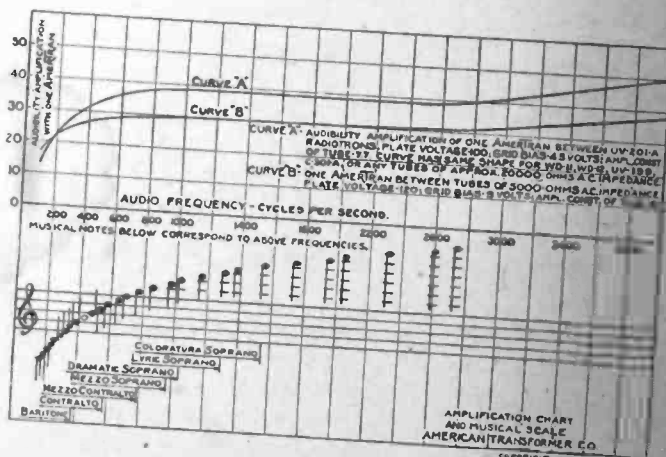 50
40
30
20
10
0
AUDIBILITY AMPLIFICATION
WITH ONE AMERTRAN
CURVE "A"
CURVE "B"
CURVE "A" - AUDIBILITY AMPLIFICATION OF ONE AMERTRAN BETWEEN UV-201-A
RADIOTRONS, PLATE VOLTAGE-100, GRID BIAS-4.5 VOLTS; AMPL. CONST.
OF TUBE-7.7. CURVE HAS SAME SHAPE FOR WD-11, WD-12, UV-199,
C-301A, OR ANY TUBES OF APPROX. 20000 OHMS A.C. IMPEDANCE
CURVE "B" - ONE AMERTRAN BETWEEN TUBES OF 5000-OHMS A.C. IMPEDANCE
PLATE VOLTAGE-120; GRID BIAS-9 VOLTS; AMPL. CONST. OF
200 600 1000 1400 1800 2200 2600 3000 3400
AUDIO FREQUENCY - CYCLES PER SECOND.
MUSICAL NOTES BELOW CORRESPOND TO ABOVE FREQUENCIES.
COLORATURA SOPRANO
LYRIC SOPRANO
DRAMATIC SOPRANO
MEZZO SOPRANO
MEZZO CONTRALTO
CONTRALTO
BARITONE
AMPLIFICATION CHART
AND MUSICAL SCALE
AMERICAN TRANSFORMER CO.